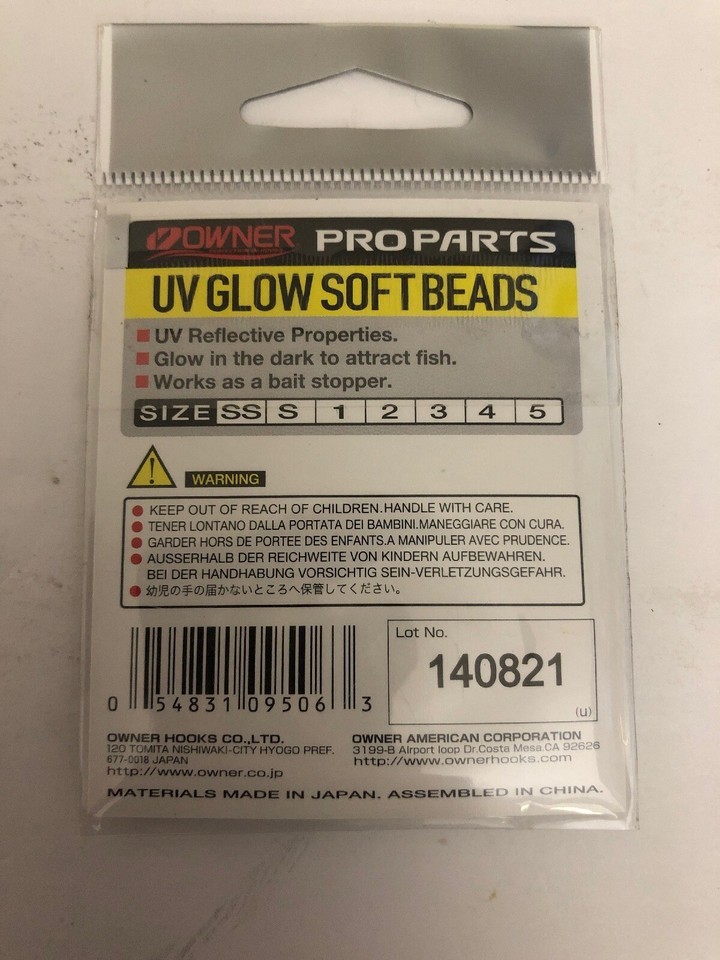 OWNER PROPARTS
UV GLOW SOFT BEADS
UV Reflective Properties.
Glow in the dark to attract fish.
Works as a bait stopper.
SIZE SS S 1 2 3 4 5
WARNING
KEEP OUT OF REACH OF CHILDREN.HANDLE WITH CARE.
TENER LONTANO DALLA PORTATA DEI BAMBINI.MANEGGIARE CON CURA.
GARDER HORS DE PORTEE DES ENFANTS.A MANIPULER AVEC PRUDENCE.
AUSSERHALB DER REICHWEITE VON KINDERN AUFBEWAHREN.
BEI DER HANDHABUNG VORSICHTIG SEIN-VERLETZUNGSGEFAHR.
幼児の手の届かないところへ保管してください。
0 54831 09506 3
Lot No.
140821
(u)
OWNER HOOKS CO.,LTD.
120 TOMITA NISHIWAKI-CITY HYOGO PREF.
677-0018 JAPAN
http://www.owner.co.jp
OWNER AMERICAN CORPORATION
3199-B Airport loop Dr.Costa Mesa.CA 92626
http://www.ownerhooks.com
MATERIALS MADE IN JAPAN. ASSEMBLED IN CHINA.